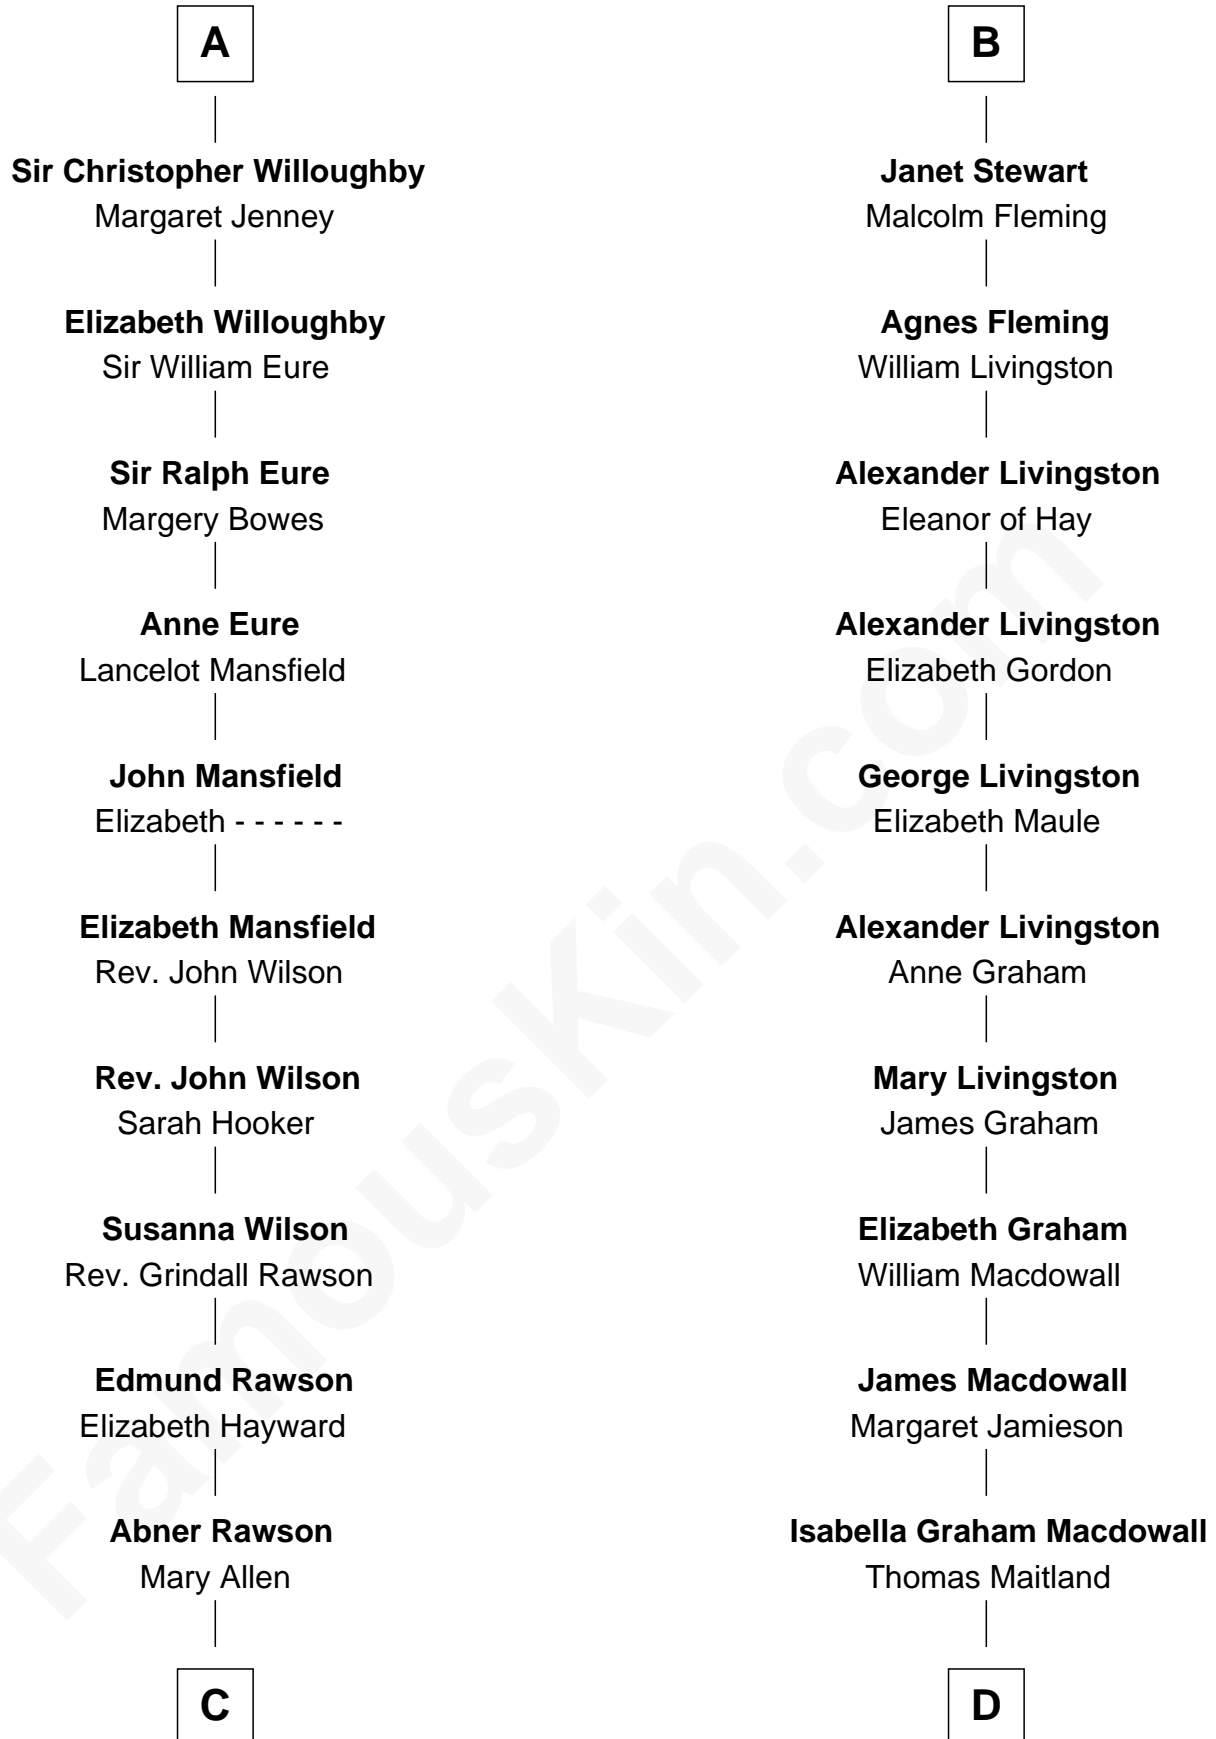 A
Sir Christopher Willoughby
Margaret Jenney
Elizabeth Willoughby
Sir William Eure
Sir Ralph Eure
Margery Bowes
Anne Eure
Lancelot Mansfield
John Mansfield
Elizabeth - - - - - -
Elizabeth Mansfield
Rev. John Wilson
Rev. John Wilson
Sarah Hooker
Susanna Wilson
Rev. Grindall Rawson
Edmund Rawson
Elizabeth Hayward
Abner Rawson
Mary Allen
C
B
Janet Stewart
Malcolm Fleming
Agnes Fleming
William Livingston
Alexander Livingston
Eleanor of Hay
Alexander Livingston
Elizabeth Gordon
George Livingston
Elizabeth Maule
Alexander Livingston
Anne Graham
Mary Livingston
James Graham
Elizabeth Graham
William Macdowall
James Macdowall
Margaret Jamieson
Isabella Graham Macdowall
Thomas Maitland
D
FamousKin.com